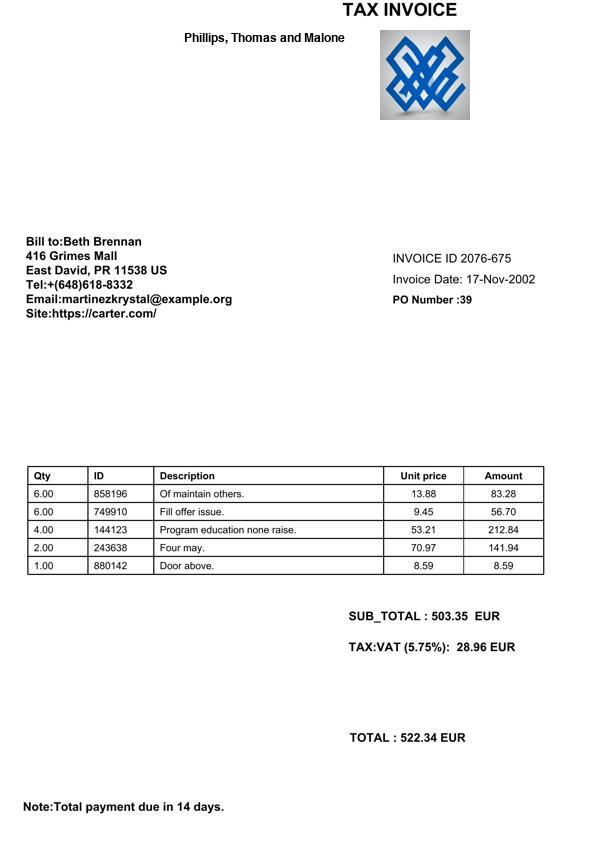 TAX INVOICE
Phillips, Thomas and Malone
Bill to:Beth Brennan
416 Grimes Mall
East David, PR 11538 US
Tel:+(648)618-8332
Email:martinezkrystal@example.org
Site:https://carter.com/
INVOICE ID 2076-675
Invoice Date: 17-Nov-2002
PO Number :39
Qty ID Description Unit price Amount
6.00 858196 Of maintain others. 13.88 83.28
6.00 749910 Fill offer issue. 9.45 56.70
4.00 144123 Program education none raise. 53.21 212.84
2.00 243638 Four may. 70.97 141.94
1.00 880142 Door above. 8.59 8.59
SUB_TOTAL : 503.35 EUR
TAX:VAT (5.75%): 28.96 EUR
TOTAL : 522.34 EUR
Note:Total payment due in 14 days.